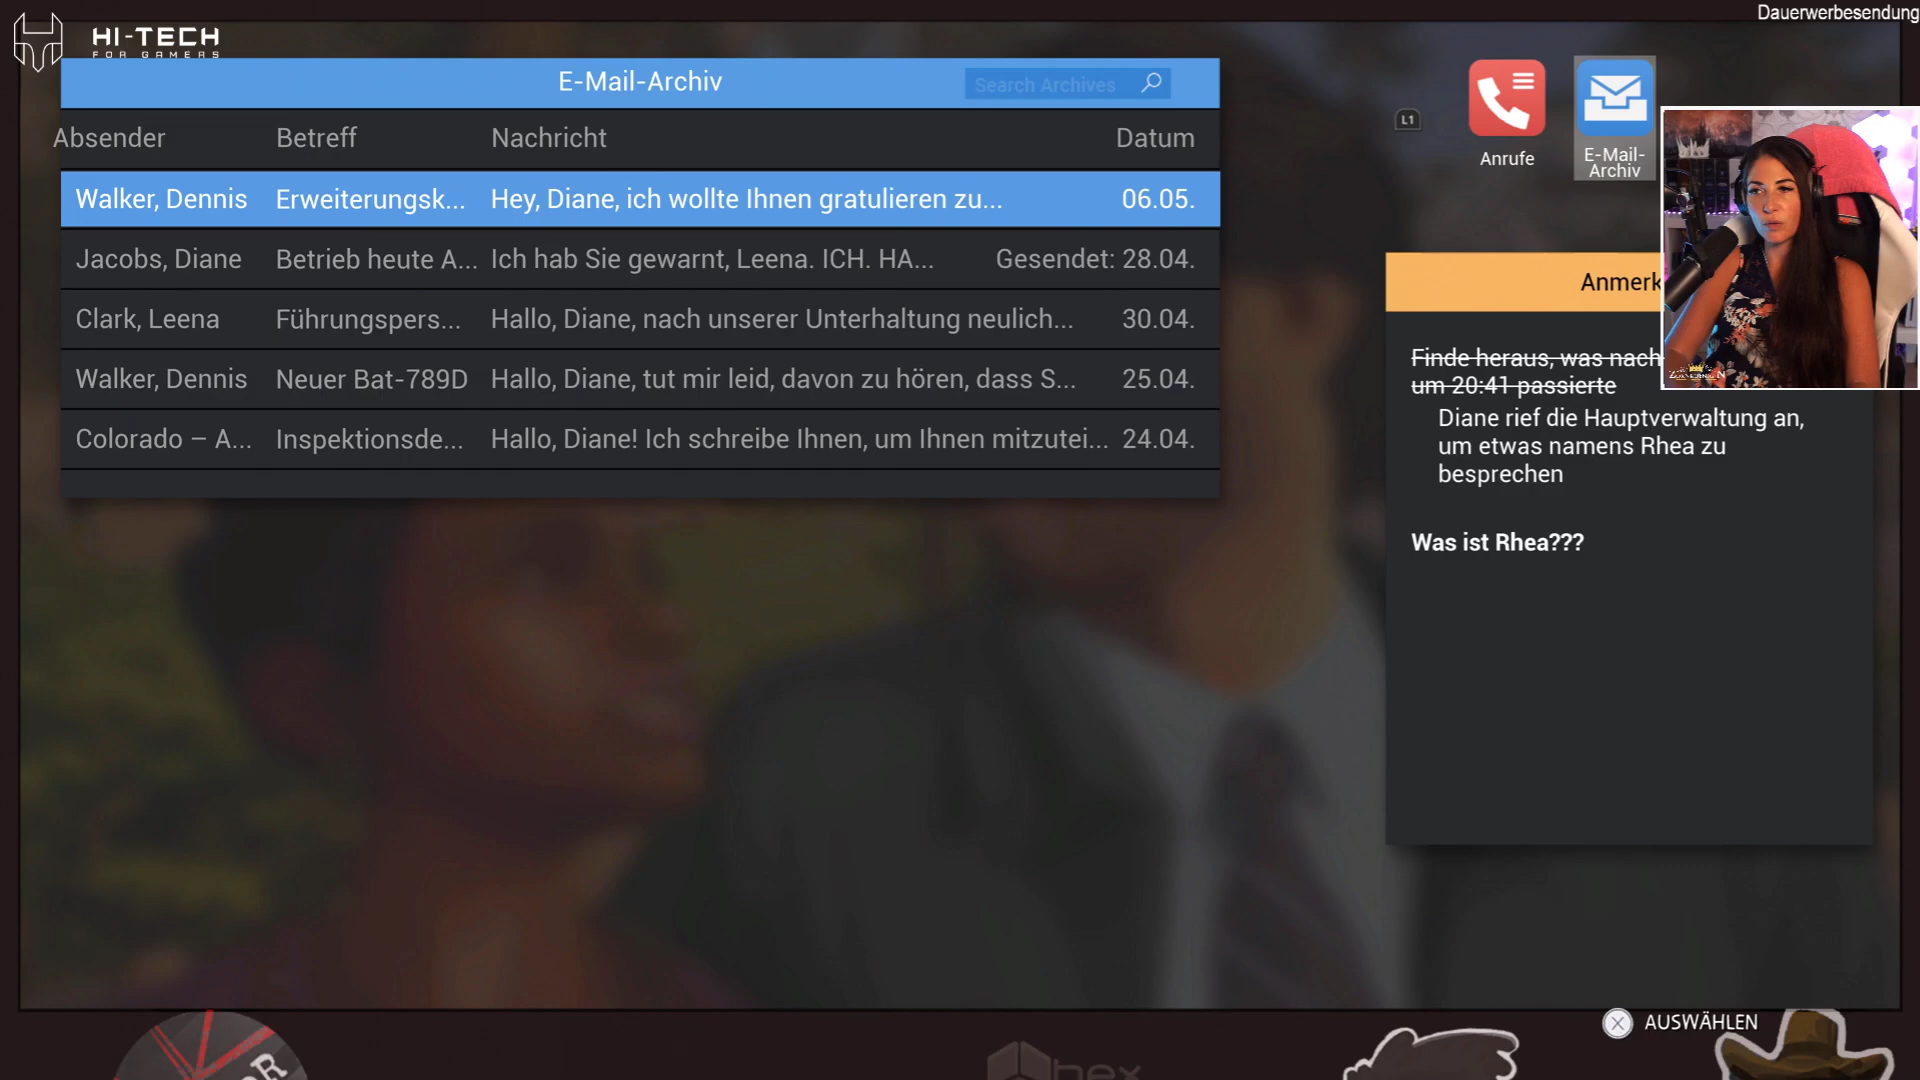 Dauerwerbesendung
HI-TECH
FOR GAMERS
E-Mail-Archiv
Search Archives
Absender Betreff Nachricht Datum
Walker, Dennis Erweiterungsk... Hey, Diane, ich wollte Ihnen gratulieren zu... 06.05.
Jacobs, Diane Betrieb heute A... Ich hab Sie gewarnt, Leena. ICH. HA... Gesendet: 28.04.
Clark, Leena Führungspers... Hallo, Diane, nach unserer Unterhaltung neulich... 30.04.
Walker, Dennis Neuer Bat-789D Hallo, Diane, tut mir leid, davon zu hören, dass S... 25.04.
Colorado – A... Inspektionsde... Hallo, Diane! Ich schreibe Ihnen, um Ihnen mitzutei... 24.04.
L1
Anrufe
E-Mail-
Archiv
Anmerk
Finde heraus, was nach
um 20:41 passierte
Diane rief die Hauptverwaltung an,
um etwas namens Rhea zu
besprechen
Was ist Rhea???
AUSWÄHLEN
OR
hex